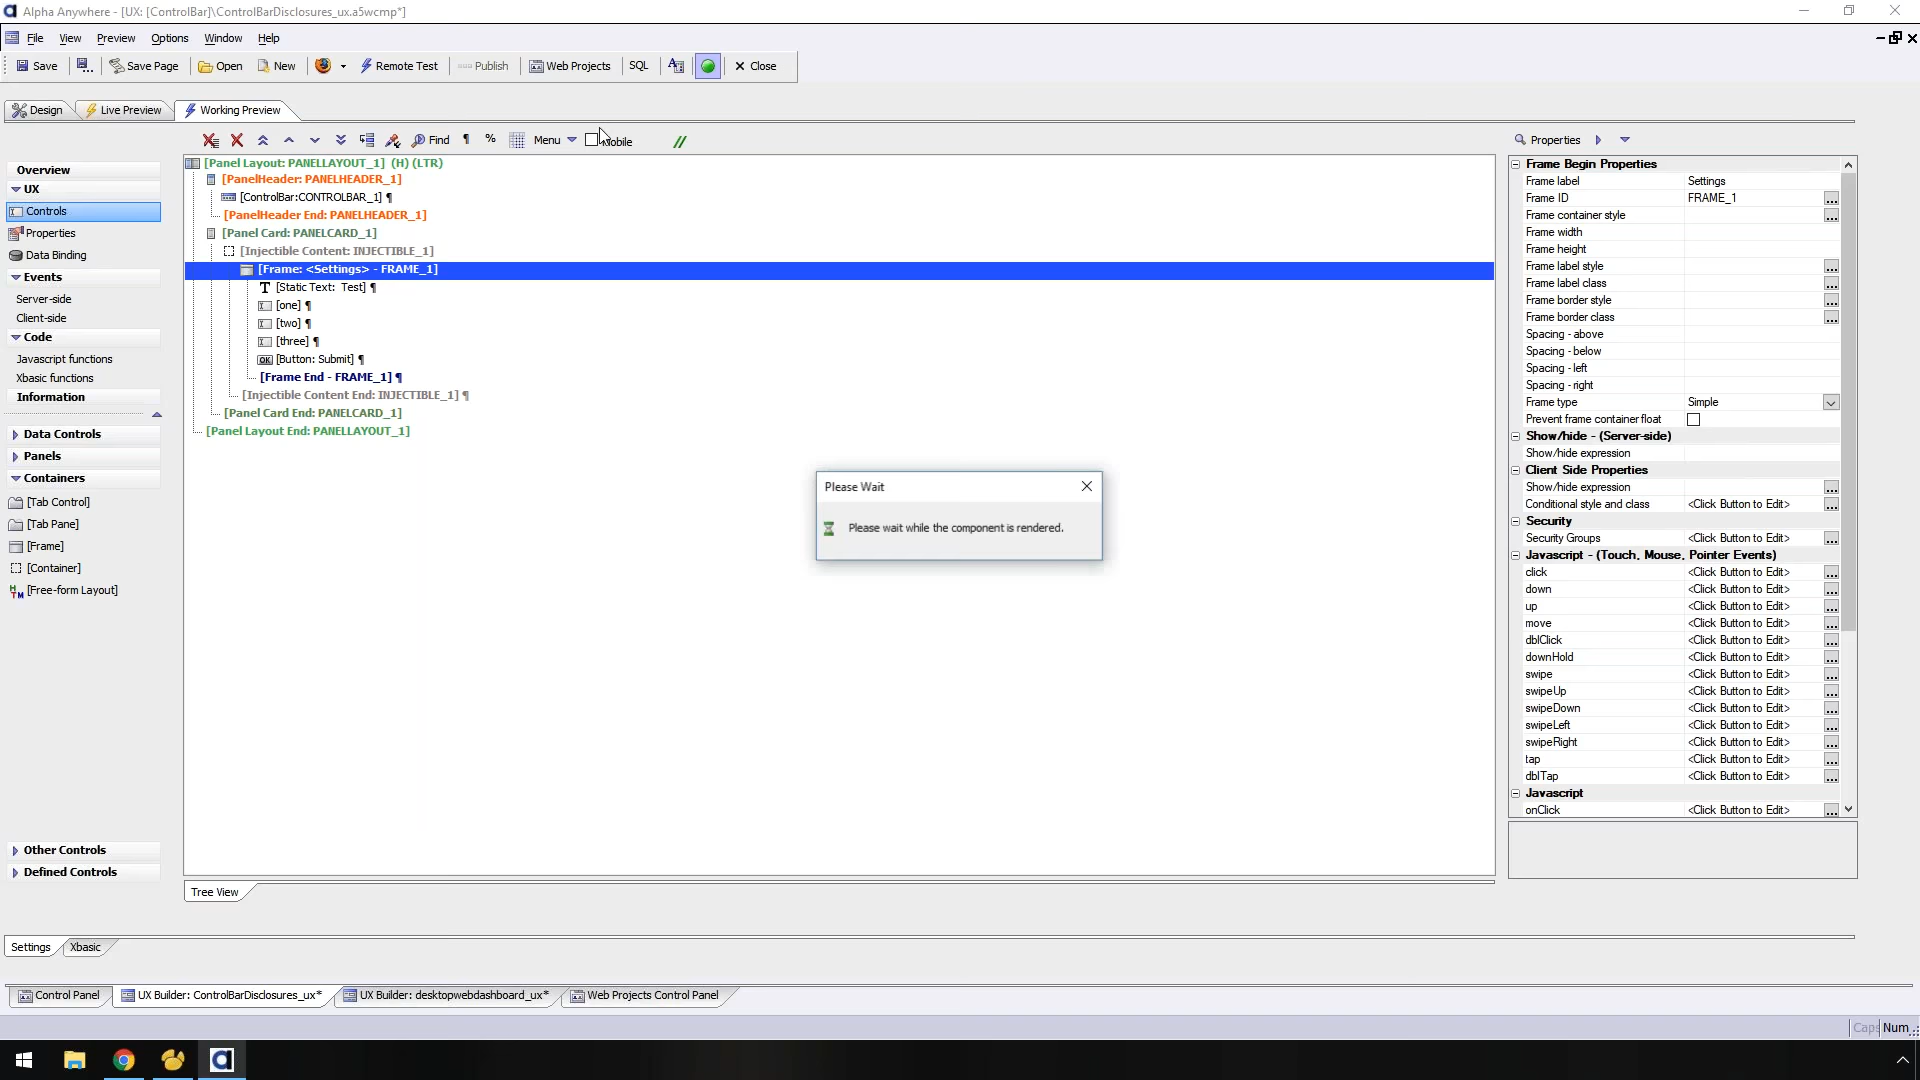 Alpha Anywhere - [UX: [ControlBar]\ControlBarDisclosures_ux.a5wcmp*]
File View Preview Options Window Help
Save Save Page Open New Remote Test Publish Web Projects SQL Close
Design Live Preview Working Preview
Find ¶ % Menu Mobile
Overview
UX
Controls
Properties
Data Binding
Events
Server-side
Client-side
Code
Javascript functions
Xbasic functions
Information
Data Controls
Panels
Containers
[Tab Control]
[Tab Pane]
[Frame]
[Container]
[Free-form Layout]
Other Controls
Defined Controls
[Panel Layout: PANELLAYOUT_1] (H) (LTR)
[PanelHeader: PANELHEADER_1]
[ControlBar:CONTROLBAR_1] ¶
[PanelHeader End: PANELHEADER_1]
[Panel Card: PANELCARD_1]
[Injectible Content: INJECTIBLE_1]
[Frame: <Settings> - FRAME_1]
T [Static Text: Test] ¶
[one] ¶
[two] ¶
[three] ¶
OK [Button: Submit] ¶
[Frame End - FRAME_1] ¶
[Injectible Content End: INJECTIBLE_1] ¶
[Panel Card End: PANELCARD_1]
[Panel Layout End: PANELLAYOUT_1]
Please Wait
Please wait while the component is rendered.
Tree View
Properties
Frame Begin Properties
Frame label Settings
Frame ID FRAME_1 ...
Frame container style ...
Frame width
Frame height
Frame label style ...
Frame label class ...
Frame border style ...
Frame border class ...
Spacing - above
Spacing - below
Spacing - left
Spacing - right
Frame type Simple
Prevent frame container float
Show/hide - (Server-side)
Show/hide expression
Client Side Properties
Show/hide expression ...
Conditional style and class <Click Button to Edit> ...
Security
Security Groups <Click Button to Edit> ...
Javascript - (Touch, Mouse, Pointer Events)
click <Click Button to Edit> ...
down <Click Button to Edit> ...
up <Click Button to Edit> ...
move <Click Button to Edit> ...
dblClick <Click Button to Edit> ...
downHold <Click Button to Edit> ...
swipe <Click Button to Edit> ...
swipeUp <Click Button to Edit> ...
swipeDown <Click Button to Edit> ...
swipeLeft <Click Button to Edit> ...
swipeRight <Click Button to Edit> ...
tap <Click Button to Edit> ...
dblTap <Click Button to Edit> ...
Javascript
onClick <Click Button to Edit> ...
Settings Xbasic
Control Panel UX Builder: ControlBarDisclosures_ux* UX Builder: desktopwebdashboard_ux* Web Projects Control Panel
Caps Num